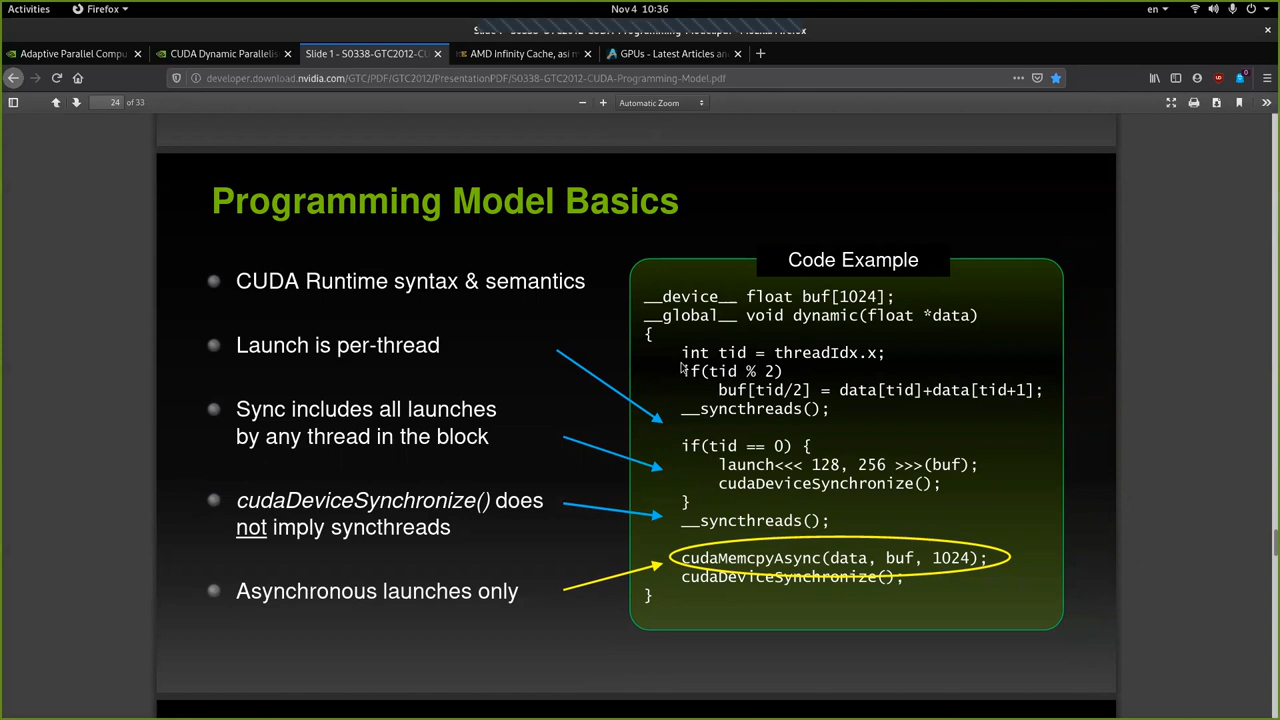 Activities
Firefox
Nov 4 10:36
en
Adaptive Parallel Compu
CUDA Dynamic Parallelis
Slide 1 - S0338-GTC2012-CU
AMD Infinity Cache, así m
GPUs - Latest Articles an
developer.download.nvidia.com/GTC/PDF/GTC2012/PresentationPDF/S0338-GTC2012-CUDA-Programming-Model.pdf
24 of 33
Automatic Zoom
Programming Model Basics
CUDA Runtime syntax & semantics
Launch is per-thread
Sync includes all launches
by any thread in the block
cudaDeviceSynchronize() does
not imply syncthreads
Asynchronous launches only
Code Example
__device__ float buf[1024];
__global__ void dynamic(float *data)
{
int tid = threadIdx.x;
if(tid % 2)
buf[tid/2] = data[tid]+data[tid+1];
__syncthreads();
if(tid == 0) {
launch<<< 128, 256 >>>(buf);
cudaDeviceSynchronize();
}
__syncthreads();
cudaMemcpyAsync(data, buf, 1024);
cudaDeviceSynchronize();
}